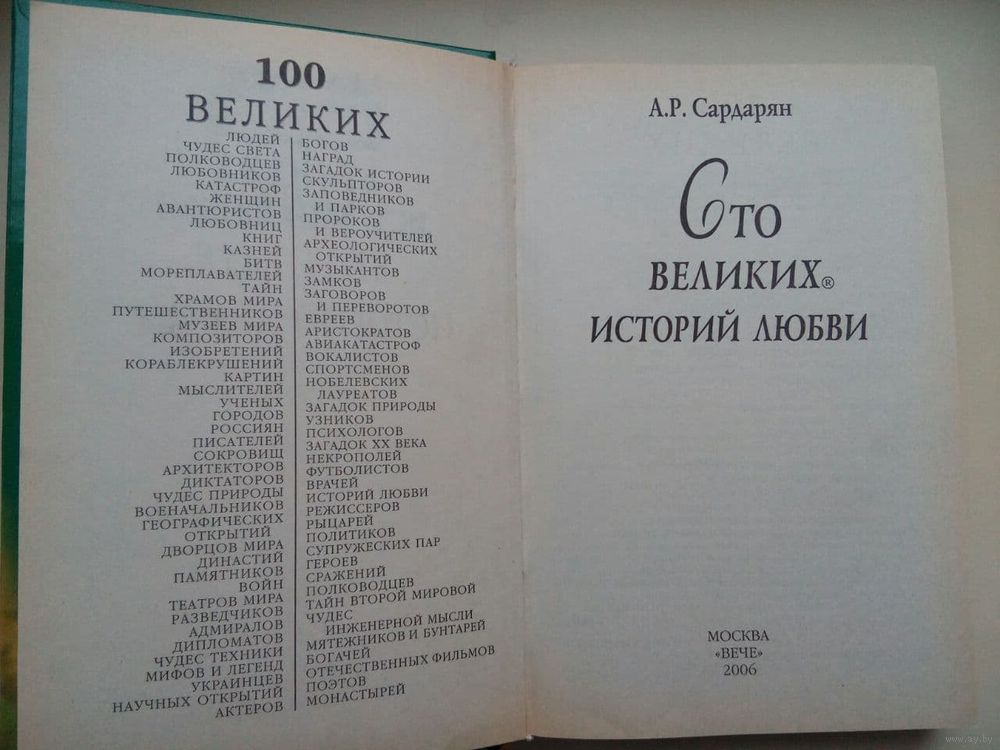 100
ВЕЛИКИХ
ЛЮДЕЙ
ЧУДЕС СВЕТА
ПОЛКОВОДЦЕВ
ЛЮБОВНИКОВ
КАТАСТРОФ
ЖЕНЩИН
АВАНТЮРИСТОВ
ЛЮБОВНИЦ
КНИГ
КАЗНЕЙ
БИТВ
МОРЕПЛАВАТЕЛЕЙ
ТАЙН
ХРАМОВ МИРА
ПУТЕШЕСТВЕННИКОВ
МУЗЕЕВ МИРА
КОМПОЗИТОРОВ
ИЗОБРЕТЕНИЙ
КОРАБЛЕКРУШЕНИЙ
КАРТИН
МЫСЛИТЕЛЕЙ
УЧЕНЫХ
ГОРОДОВ
РОССИЯН
ПИСАТЕЛЕЙ
СОКРОВИЩ
АРХИТЕКТОРОВ
ДИКТАТОРОВ
ЧУДЕС ПРИРОДЫ
ВОЕНАЧАЛЬНИКОВ
ГЕОГРАФИЧЕСКИХ
ОТКРЫТИЙ
ДВОРЦОВ МИРА
ДИНАСТИЙ
ПАМЯТНИКОВ
ВОЙН
ТЕАТРОВ МИРА
РАЗВЕДЧИКОВ
АДМИРАЛОВ
ДИПЛОМАТОВ
ЧУДЕС ТЕХНИКИ
МИФОВ И ЛЕГЕНД
УКРАИНЦЕВ
НАУЧНЫХ ОТКРЫТИЙ
АКТЕРОВ
БОГОВ
НАГРАД
ЗАГАДОК ИСТОРИИ
СКУЛЬПТОРОВ
ЗАПОВЕДНИКОВ
И ПАРКОВ
ПРОРОКОВ
И ВЕРОУЧИТЕЛЕЙ
АРХЕОЛОГИЧЕСКИХ
ОТКРЫТИЙ
МУЗЫКАНТОВ
ЗАМКОВ
ЗАГОВОРОВ
И ПЕРЕВОРОТОВ
ЕВРЕЕВ
АРИСТОКРАТОВ
АВИАКАТАСТРОФ
ВОКАЛИСТОВ
СПОРТСМЕНОВ
НОБЕЛЕВСКИХ
ЛАУРЕАТОВ
ЗАГАДОК ПРИРОДЫ
УЗНИКОВ
ПСИХОЛОГОВ
ЗАГАДОК XX ВЕКА
НЕКРОПОЛЕЙ
ФУТБОЛИСТОВ
ВРАЧЕЙ
ИСТОРИЙ ЛЮБВИ
РЕЖИССЕРОВ
РЫЦАРЕЙ
ПОЛИТИКОВ
СУПРУЖЕСКИХ ПАР
ГЕРОЕВ
СРАЖЕНИЙ
ПОЛКОВОДЦЕВ
ТАЙН ВТОРОЙ МИРОВОЙ
ЧУДЕС
ИНЖЕНЕРНОЙ МЫСЛИ
МЯТЕЖНИКОВ И БУНТАРЕЙ
БОГАЧЕЙ
ОТЕЧЕСТВЕННЫХ ФИЛЬМОВ
ПОЭТОВ
МОНАСТЫРЕЙ
А.Р. Сардарян
Сто
ВЕЛИКИХ®
ИСТОРИЙ ЛЮБВИ
МОСКВА
«ВЕЧЕ»
2006
www.ay.by